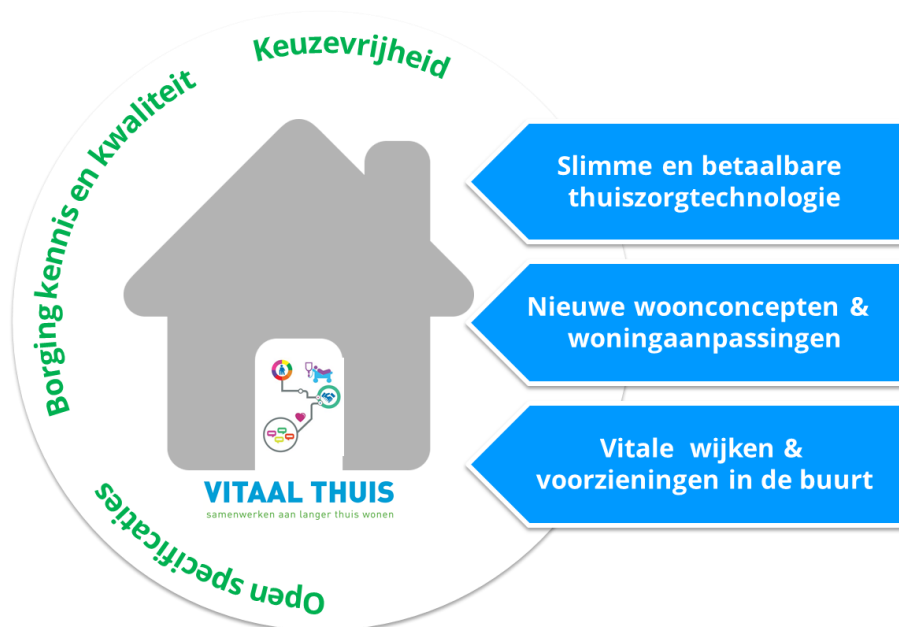 Keuzevrijheid
Borging kennis en kwaliteit
Open specificaties
Slimme en betaalbare
thuiszorgtechnologie
Nieuwe woonconcepten &
woningaanpassingen
Vitale wijken &
voorzieningen in de buurt
VITAAL THUIS
samenwerken aan langer thuis wonen